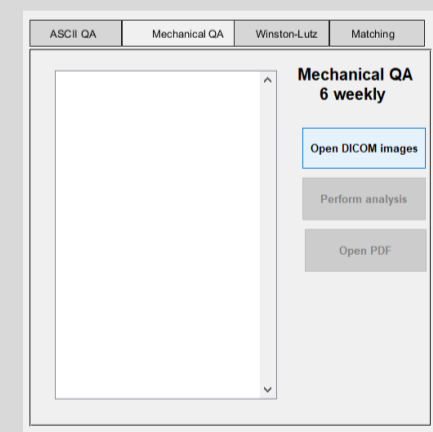 ASCII QA
Mechanical QA
Winston-Lutz
Matching
Mechanical QA
6 weekly
Open DICOM images
Perform analysis
Open PDF